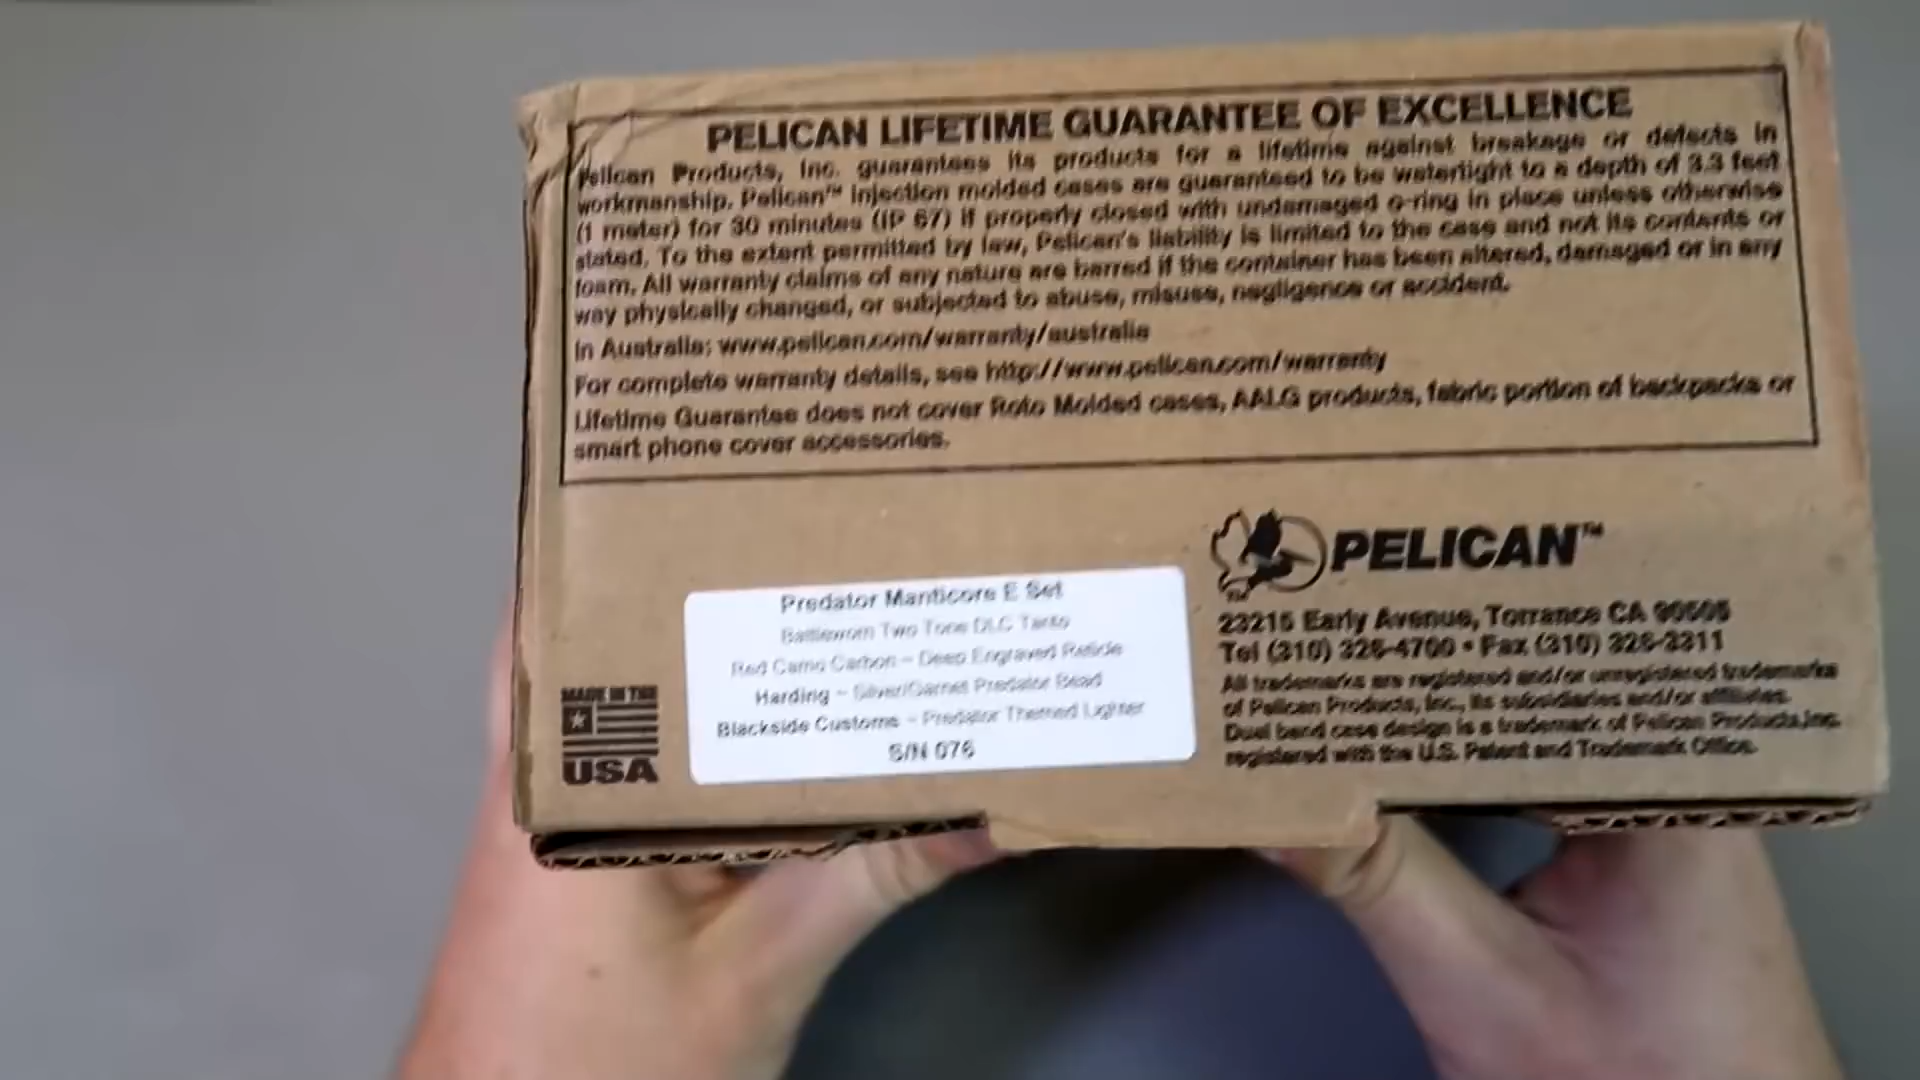 PELICAN LIFETIME GUARANTEE OF EXCELLENCE
Pelican Products, Inc. guarantees its products for a lifetime against breakage or defects in
workmanship. Pelican™ injection molded cases are guaranteed to be watertight to a depth of 3.3 feet
(1 meter) for 30 minutes (IP 67) if properly closed with undamaged o-ring in place unless otherwise
stated. To the extent permitted by law, Pelican's liability is limited to the case and not its contents or
foam. All warranty claims of any nature are barred if the container has been altered, damaged or in any
way physically changed, or subjected to abuse, misuse, negligence or accident.
In Australia: www.pelican.com/warranty/australia
For complete warranty details, see http://www.pelican.com/warranty
Lifetime Guarantee does not cover Roto Molded cases, AALG products, fabric portion of backpacks or
smart phone cover accessories.
PELICAN™
23215 Early Avenue, Torrance CA 90505
Tel (310) 326-4700 • Fax (310) 326-3311
All trademarks are registered and/or unregistered trademarks
of Pelican Products, Inc., its subsidiaries and/or affiliates.
Dual band case design is a trademark of Pelican Products,Inc.
registered with the U.S. Patent and Trademark Office.
Predator Manticore E Set
Battleworn Two Tone DLC Tanto
Red Camo Carbon – Deep Engraved Reticle
Harding – Silver/Garnet Predator Bead
Blackside Customs – Predator Themed Lighter
S/N 076
MADE IN THE
USA